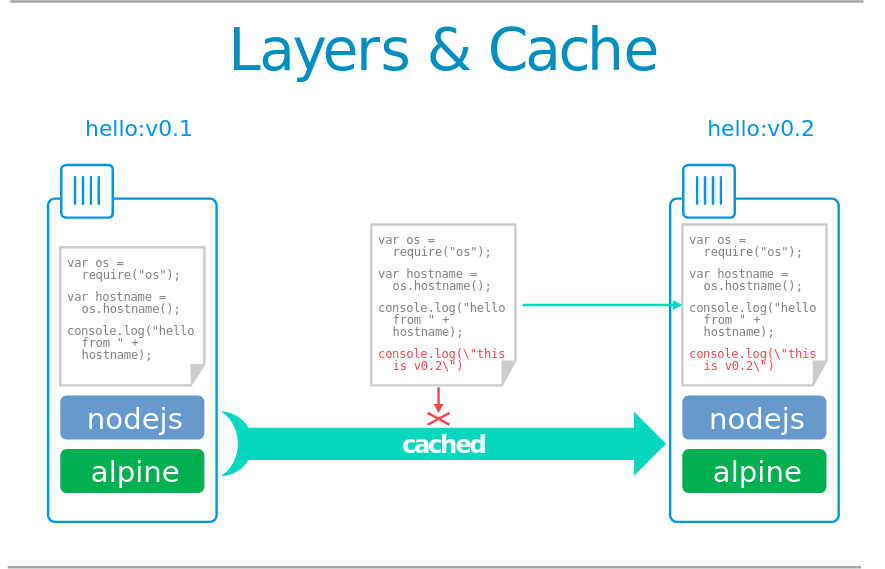 Layers & Cache
hello:v0.1
hello:v0.2
var os =
require("os");
var hostname =
os.hostname();
console.log("hello
from " +
hostname);
nodejs
alpine
var os =
require("os");
var hostname =
os.hostname();
console.log("hello
from " +
hostname);
console.log(\"this
is v0.2\")
cached
var os =
require("os");
var hostname =
os.hostname();
console.log("hello
from " +
hostname);
console.log(\"this
is v0.2\")
nodejs
alpine